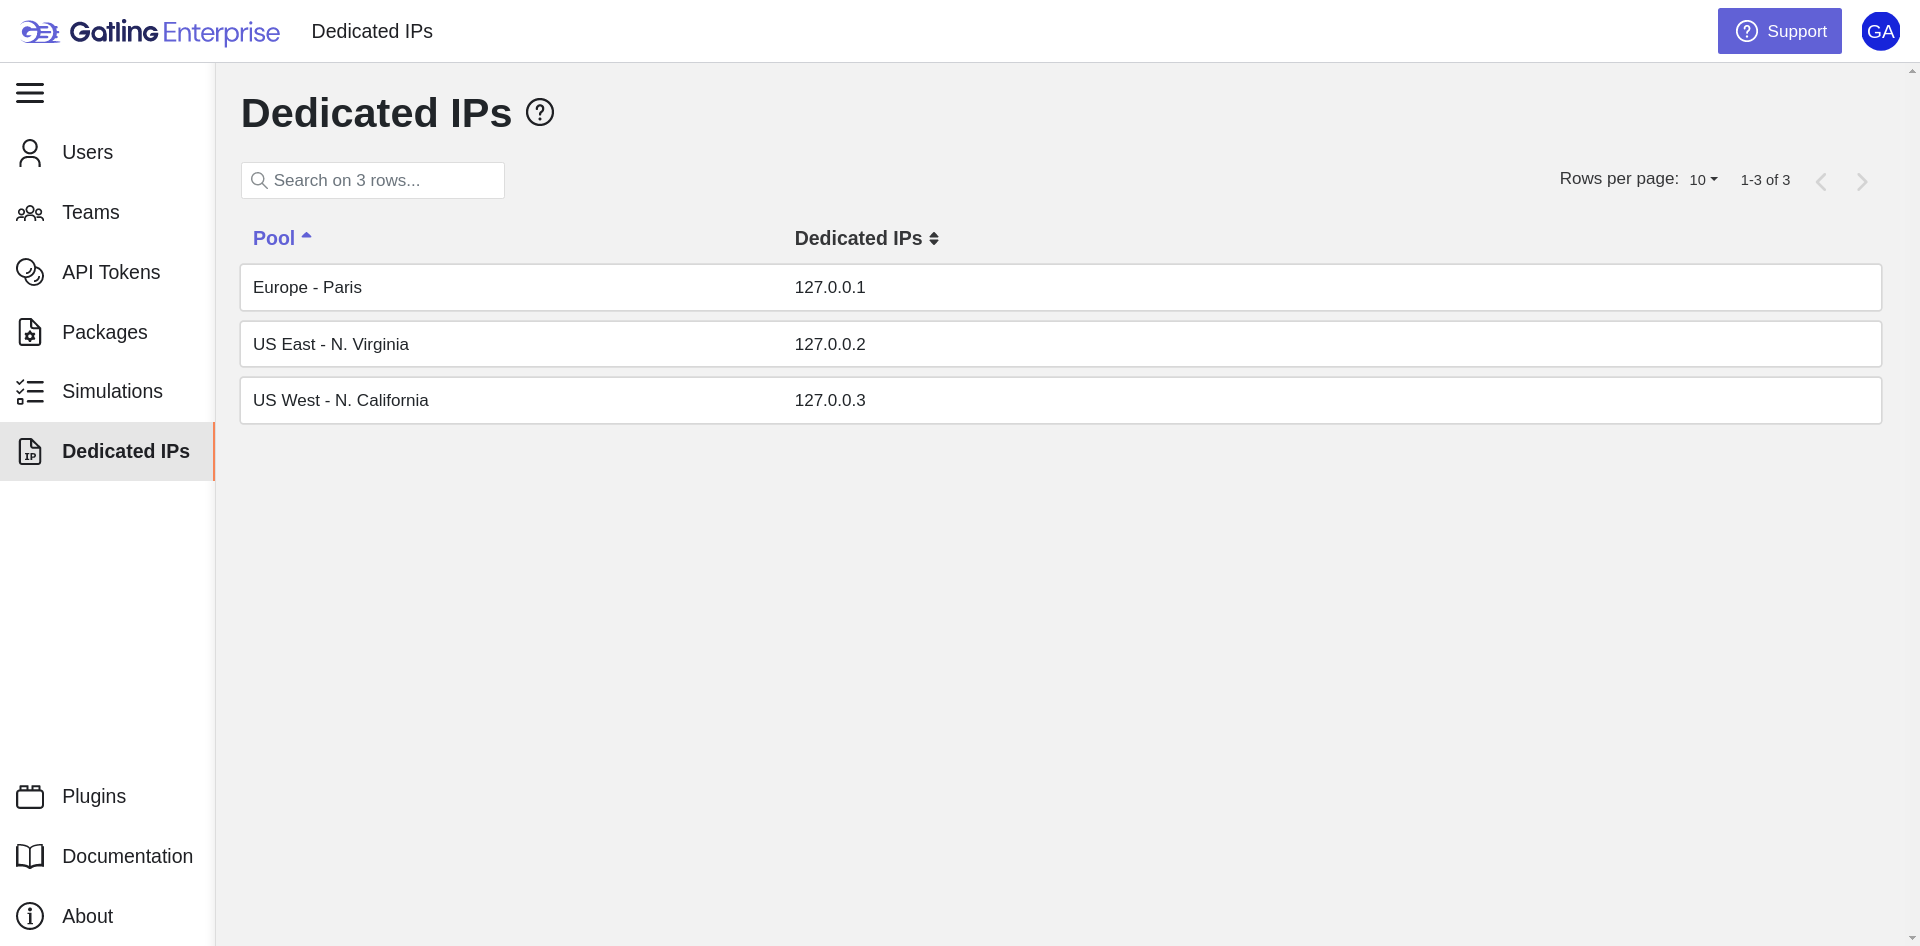 Gatling Enterprise
Dedicated IPs
Support
GA
Users
Teams
API Tokens
Packages
Simulations
IP
Dedicated IPs
Plugins
Documentation
About
Dedicated IPs
Search on 3 rows...
Rows per page: 10 1-3 of 3
Pool Dedicated IPs
Europe - Paris 127.0.0.1
US East - N. Virginia 127.0.0.2
US West - N. California 127.0.0.3